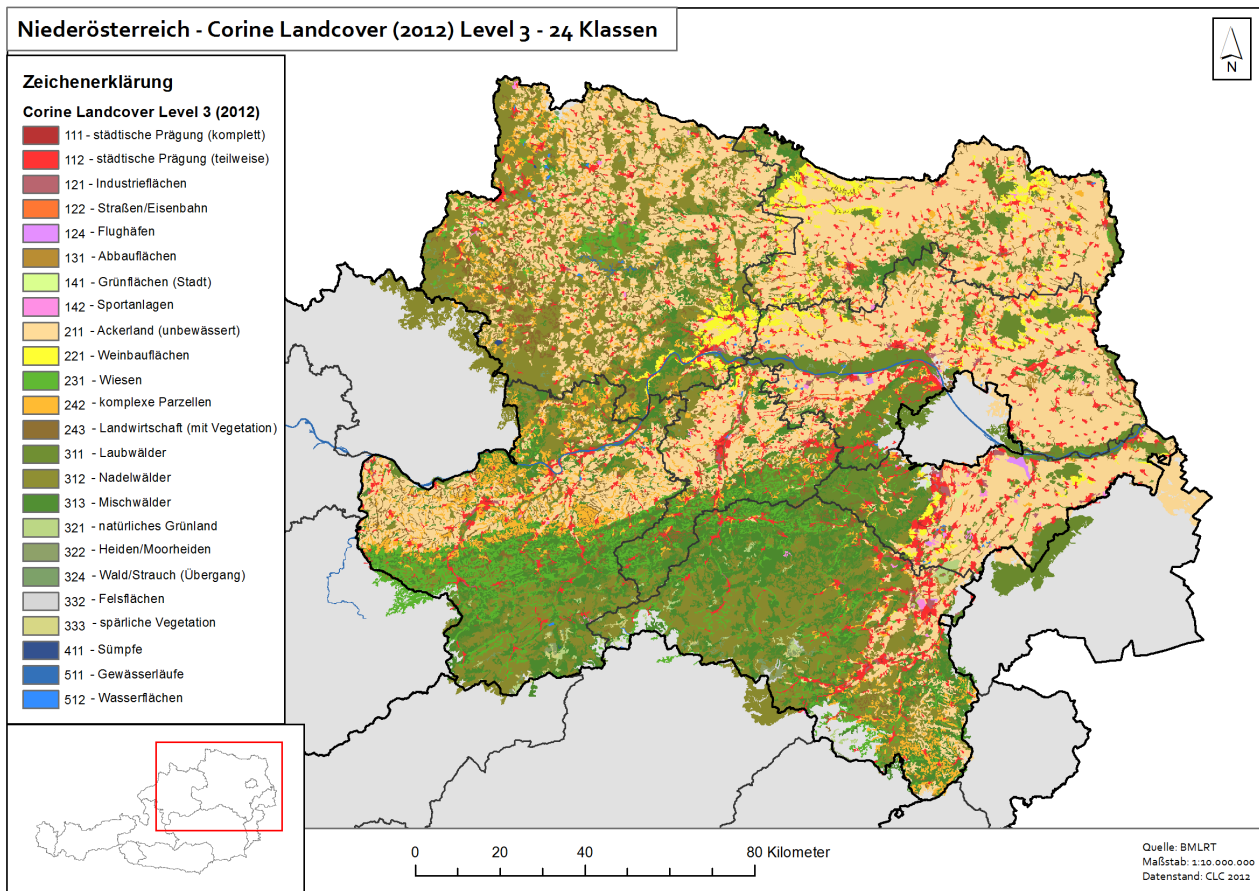 Niederösterreich - Corine Landcover (2012) Level 3 - 24 Klassen
N
Zeichenerklärung
Corine Landcover Level 3 (2012)
111 - städtische Prägung (komplett)
112 - städtische Prägung (teilweise)
121 - Industrieflächen
122 - Straßen/Eisenbahn
124 - Flughäfen
131 - Abbauflächen
141 - Grünflächen (Stadt)
142 - Sportanlagen
211 - Ackerland (unbewässert)
221 - Weinbauflächen
231 - Wiesen
242 - komplexe Parzellen
243 - Landwirtschaft (mit Vegetation)
311 - Laubwälder
312 - Nadelwälder
313 - Mischwälder
321 - natürliches Grünland
322 - Heiden/Moorheiden
324 - Wald/Strauch (Übergang)
332 - Felsflächen
333 - spärliche Vegetation
411 - Sümpfe
511 - Gewässerläufe
512 - Wasserflächen
0 20 40 80 Kilometer
Quelle: BMLRT
Maßstab: 1:10.000.000
Datenstand: CLC 2012